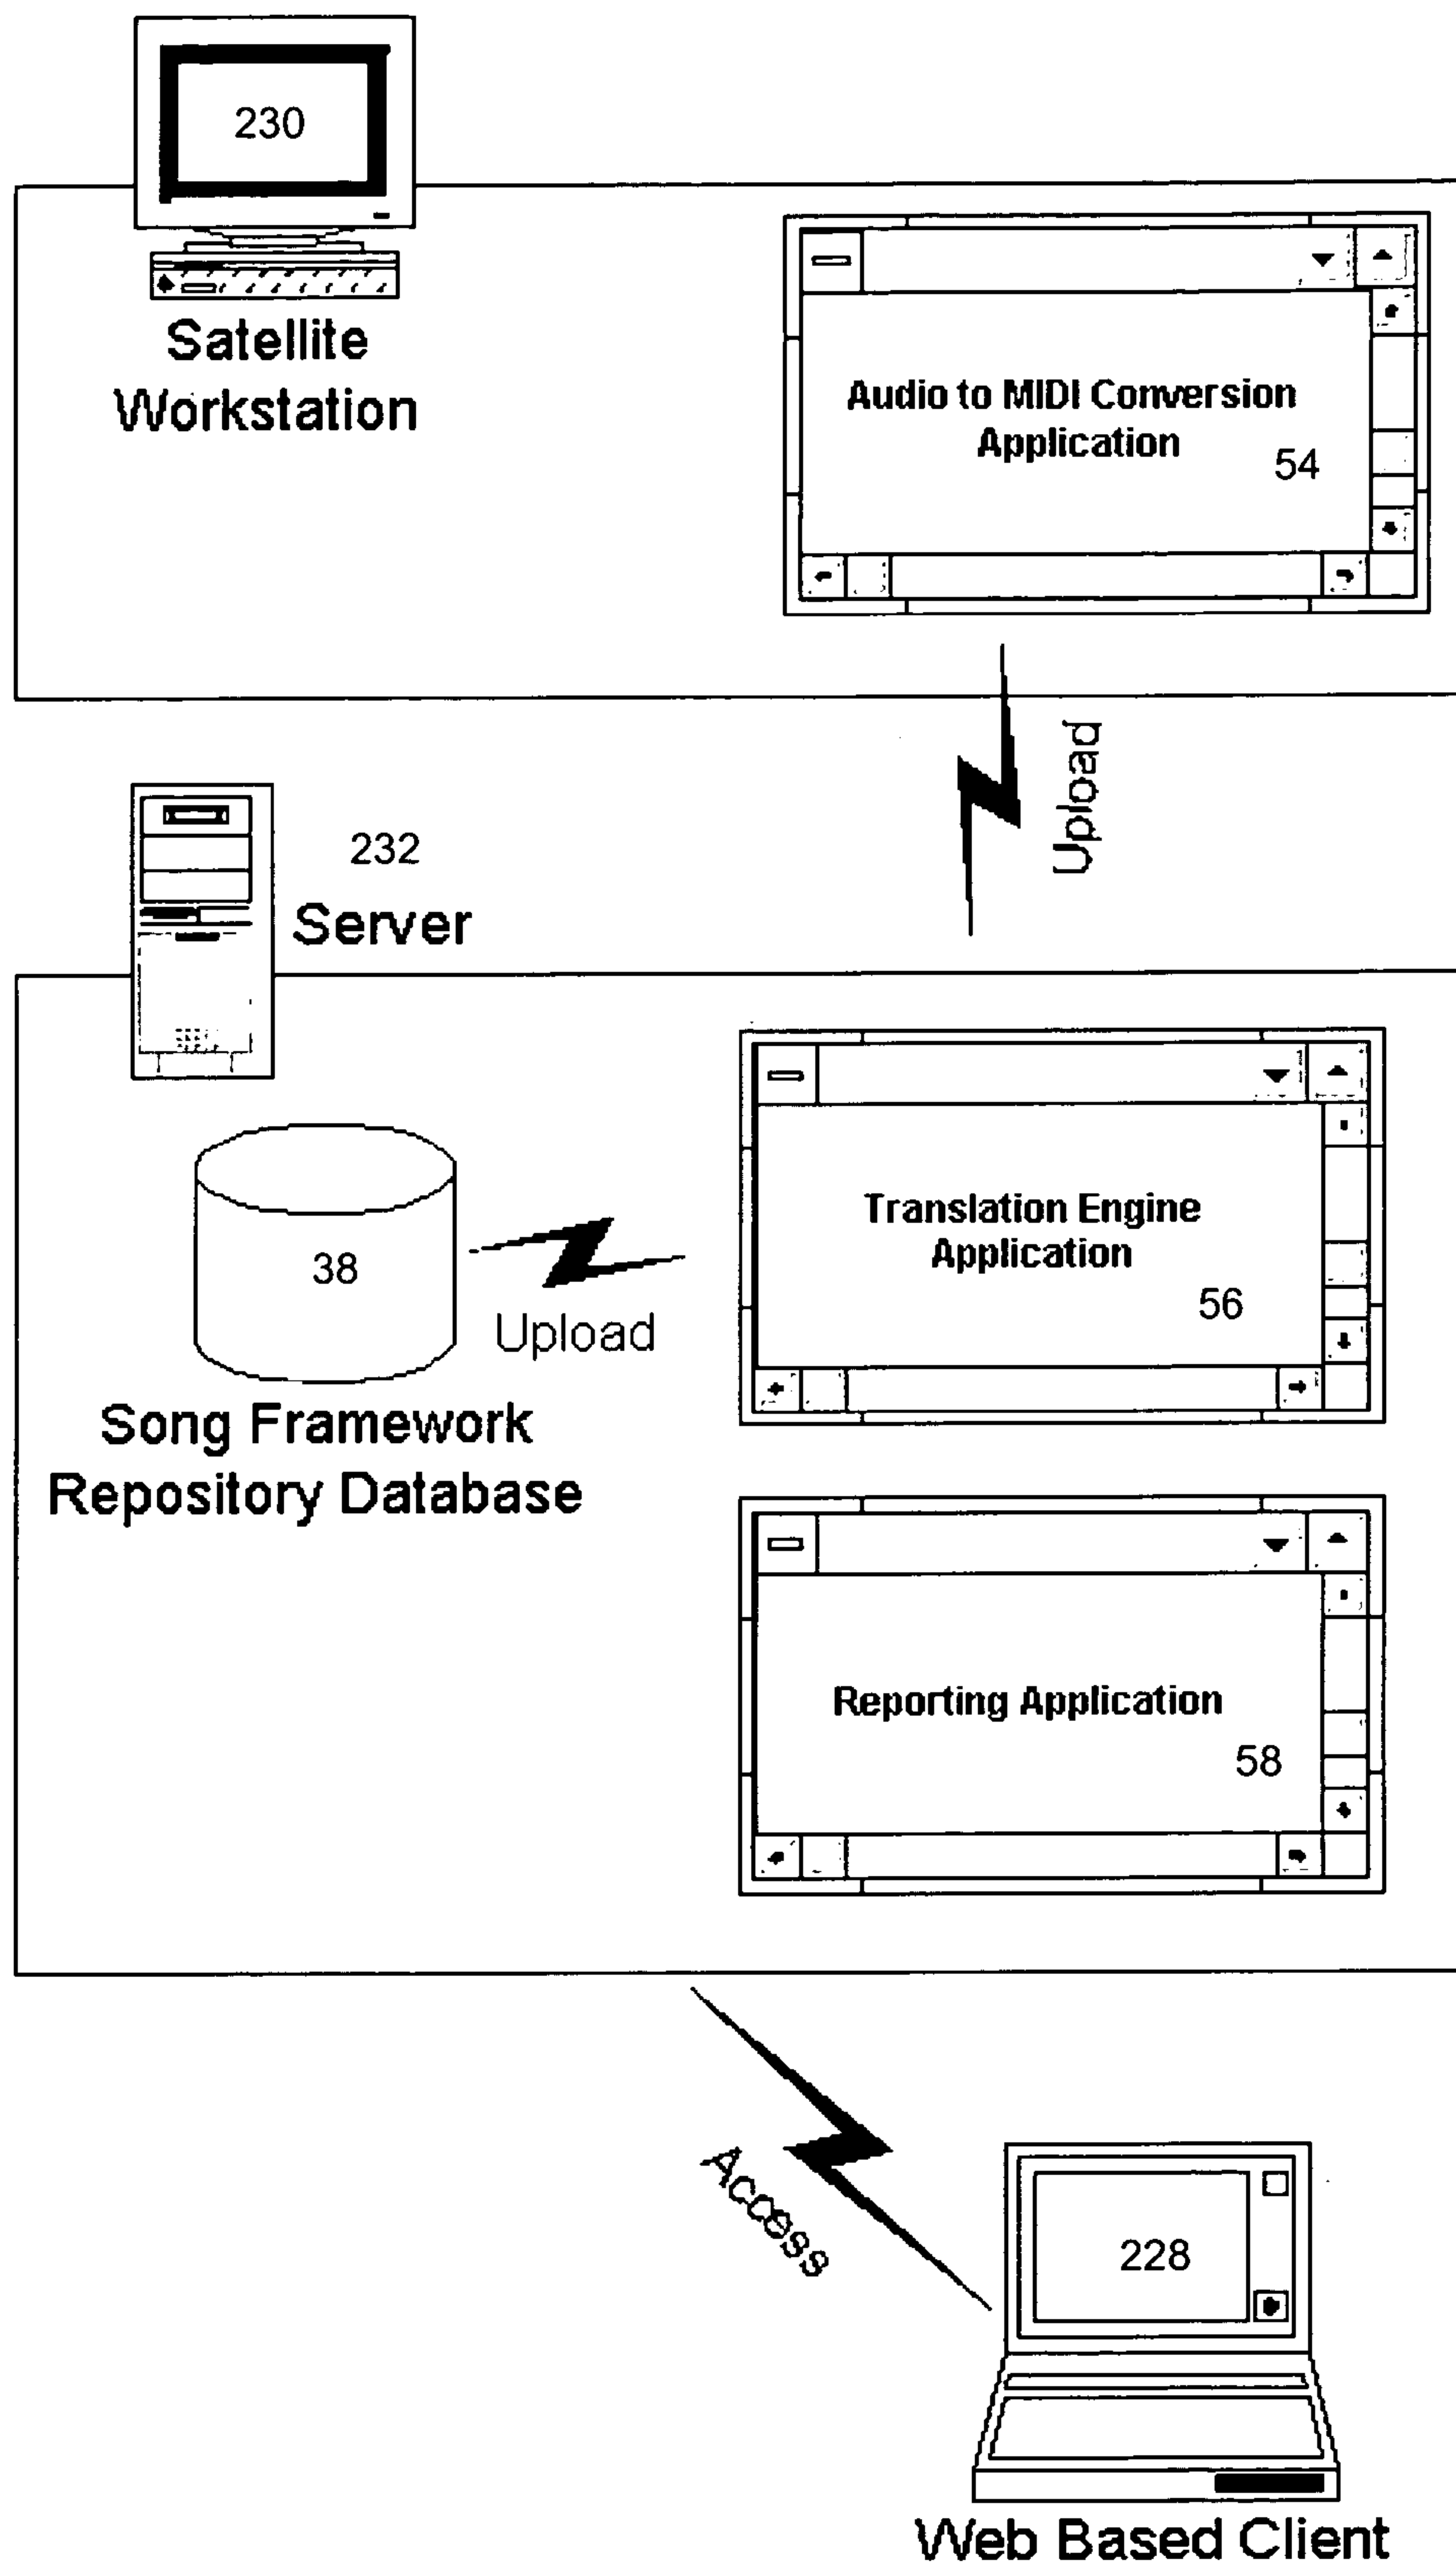 230
Satellite
Workstation
Audio to MIDI Conversion
Application
54
Upload
232
Server
38
Upload
Song Framework
Repository Database
Translation Engine
Application
56
Reporting Application
58
Access
228
Web Based Client